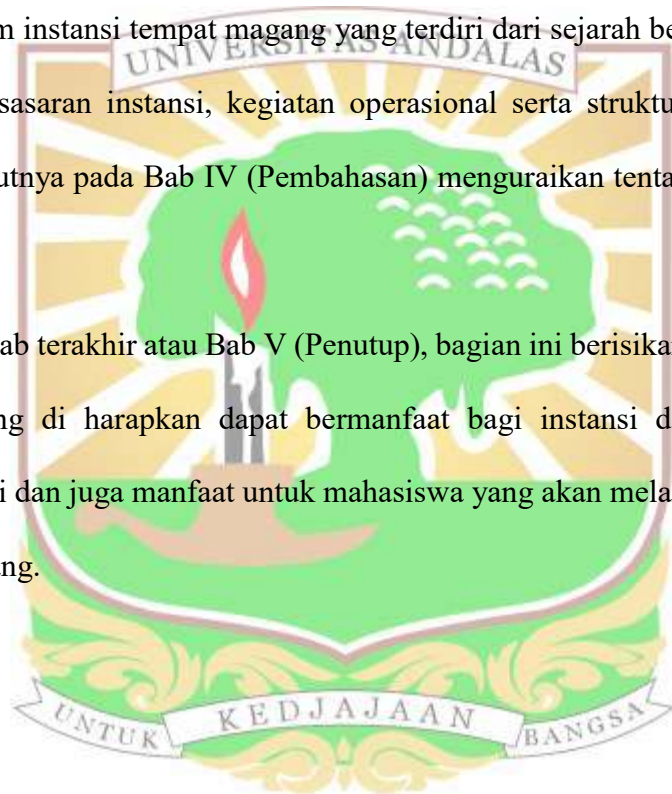 m instansi tempat magang yang terdiri dari sejarah be
UNIVERSITAS ANDALAS
sasaran instansi, kegiatan operasional serta struktu
utnya pada Bab IV (Pembahasan) menguraikan tenta
ab terakhir atau Bab V (Penutup), bagian ini berisika
ng di harapkan dapat bermanfaat bagi instansi d
i dan juga manfaat untuk mahasiswa yang akan mela
ang.
UNTUK KEDJAJAAN BANGSA